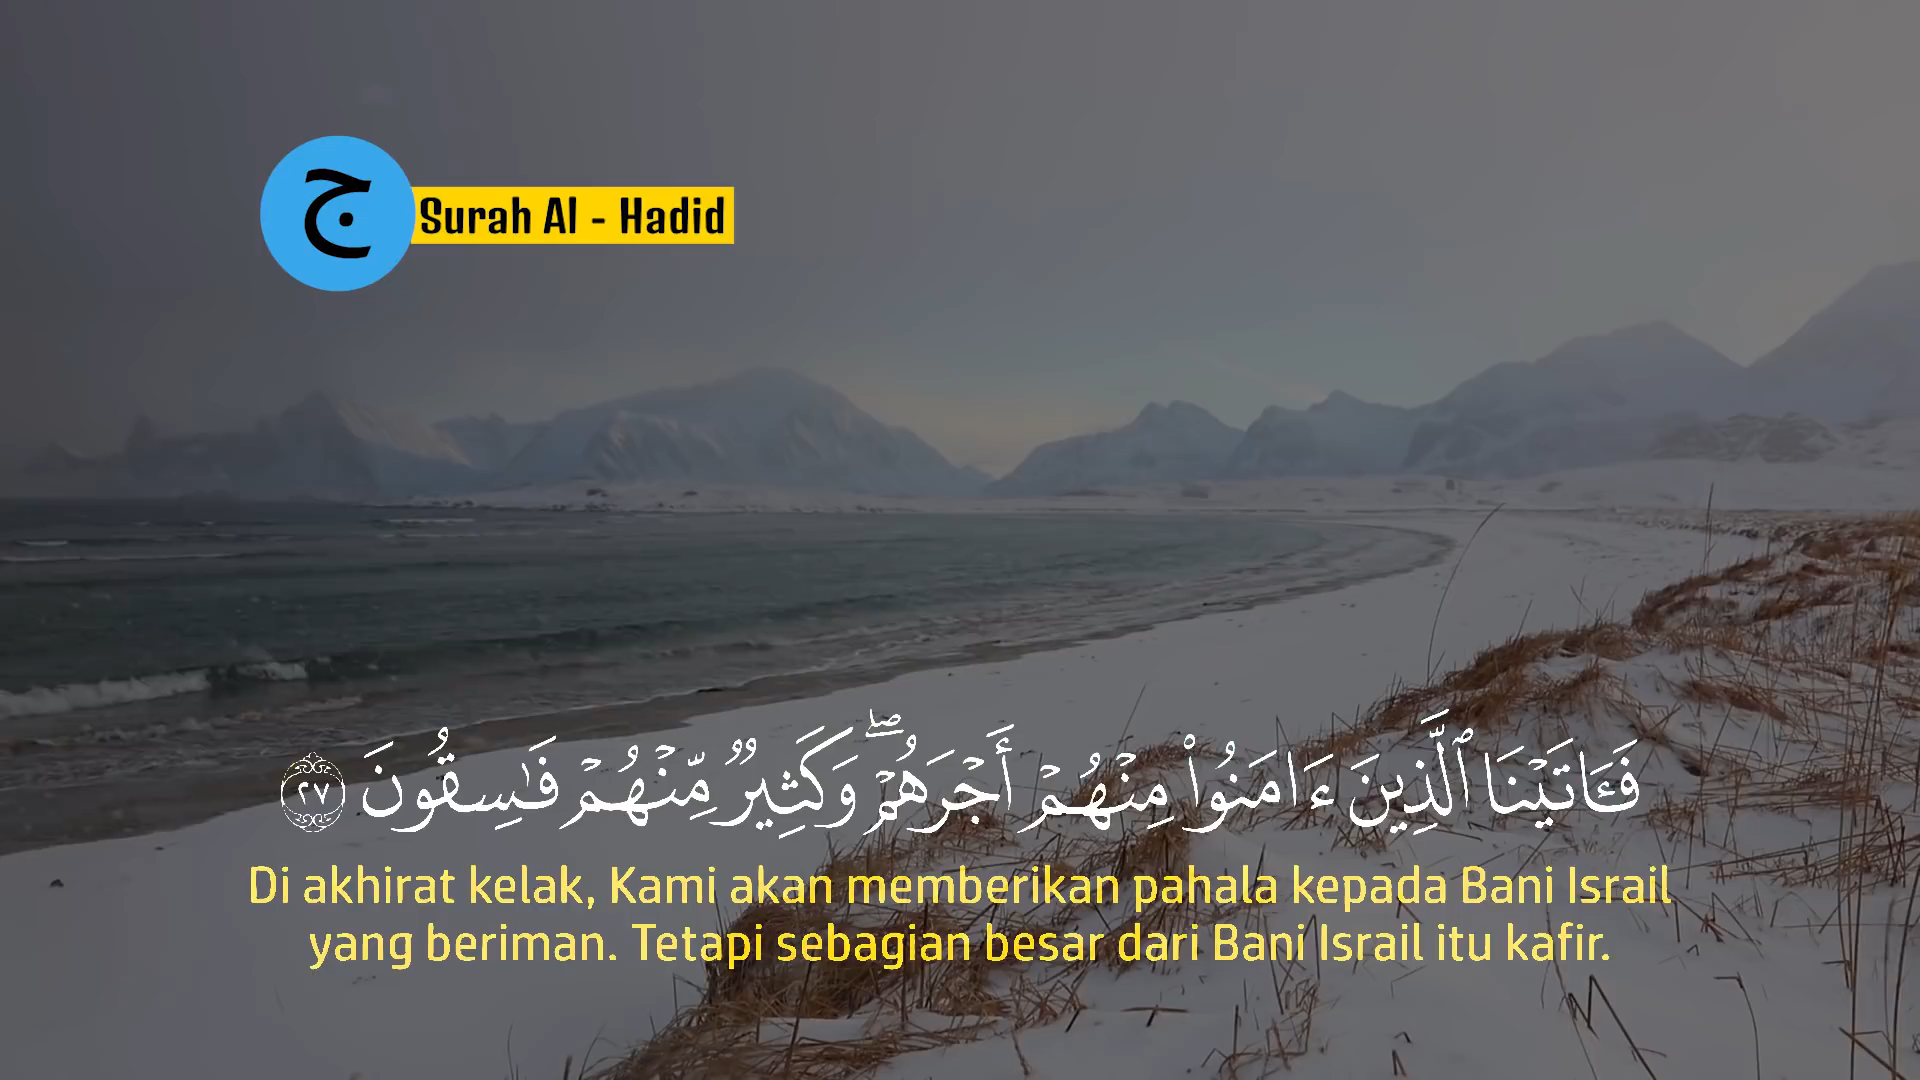 ج
Surah Al - Hadid
فَـَٔاتَيۡنَا ٱلَّذِينَ ءَامَنُواْ مِنۡهُمۡ أَجۡرَهُمۡۖ وَكَثِيرٌ مِّنۡهُمۡ فَٰسِقُونَ ٢٧
Di akhirat kelak, Kami akan memberikan pahala kepada Bani Israil
yang beriman. Tetapi sebagian besar dari Bani Israil itu kafir.